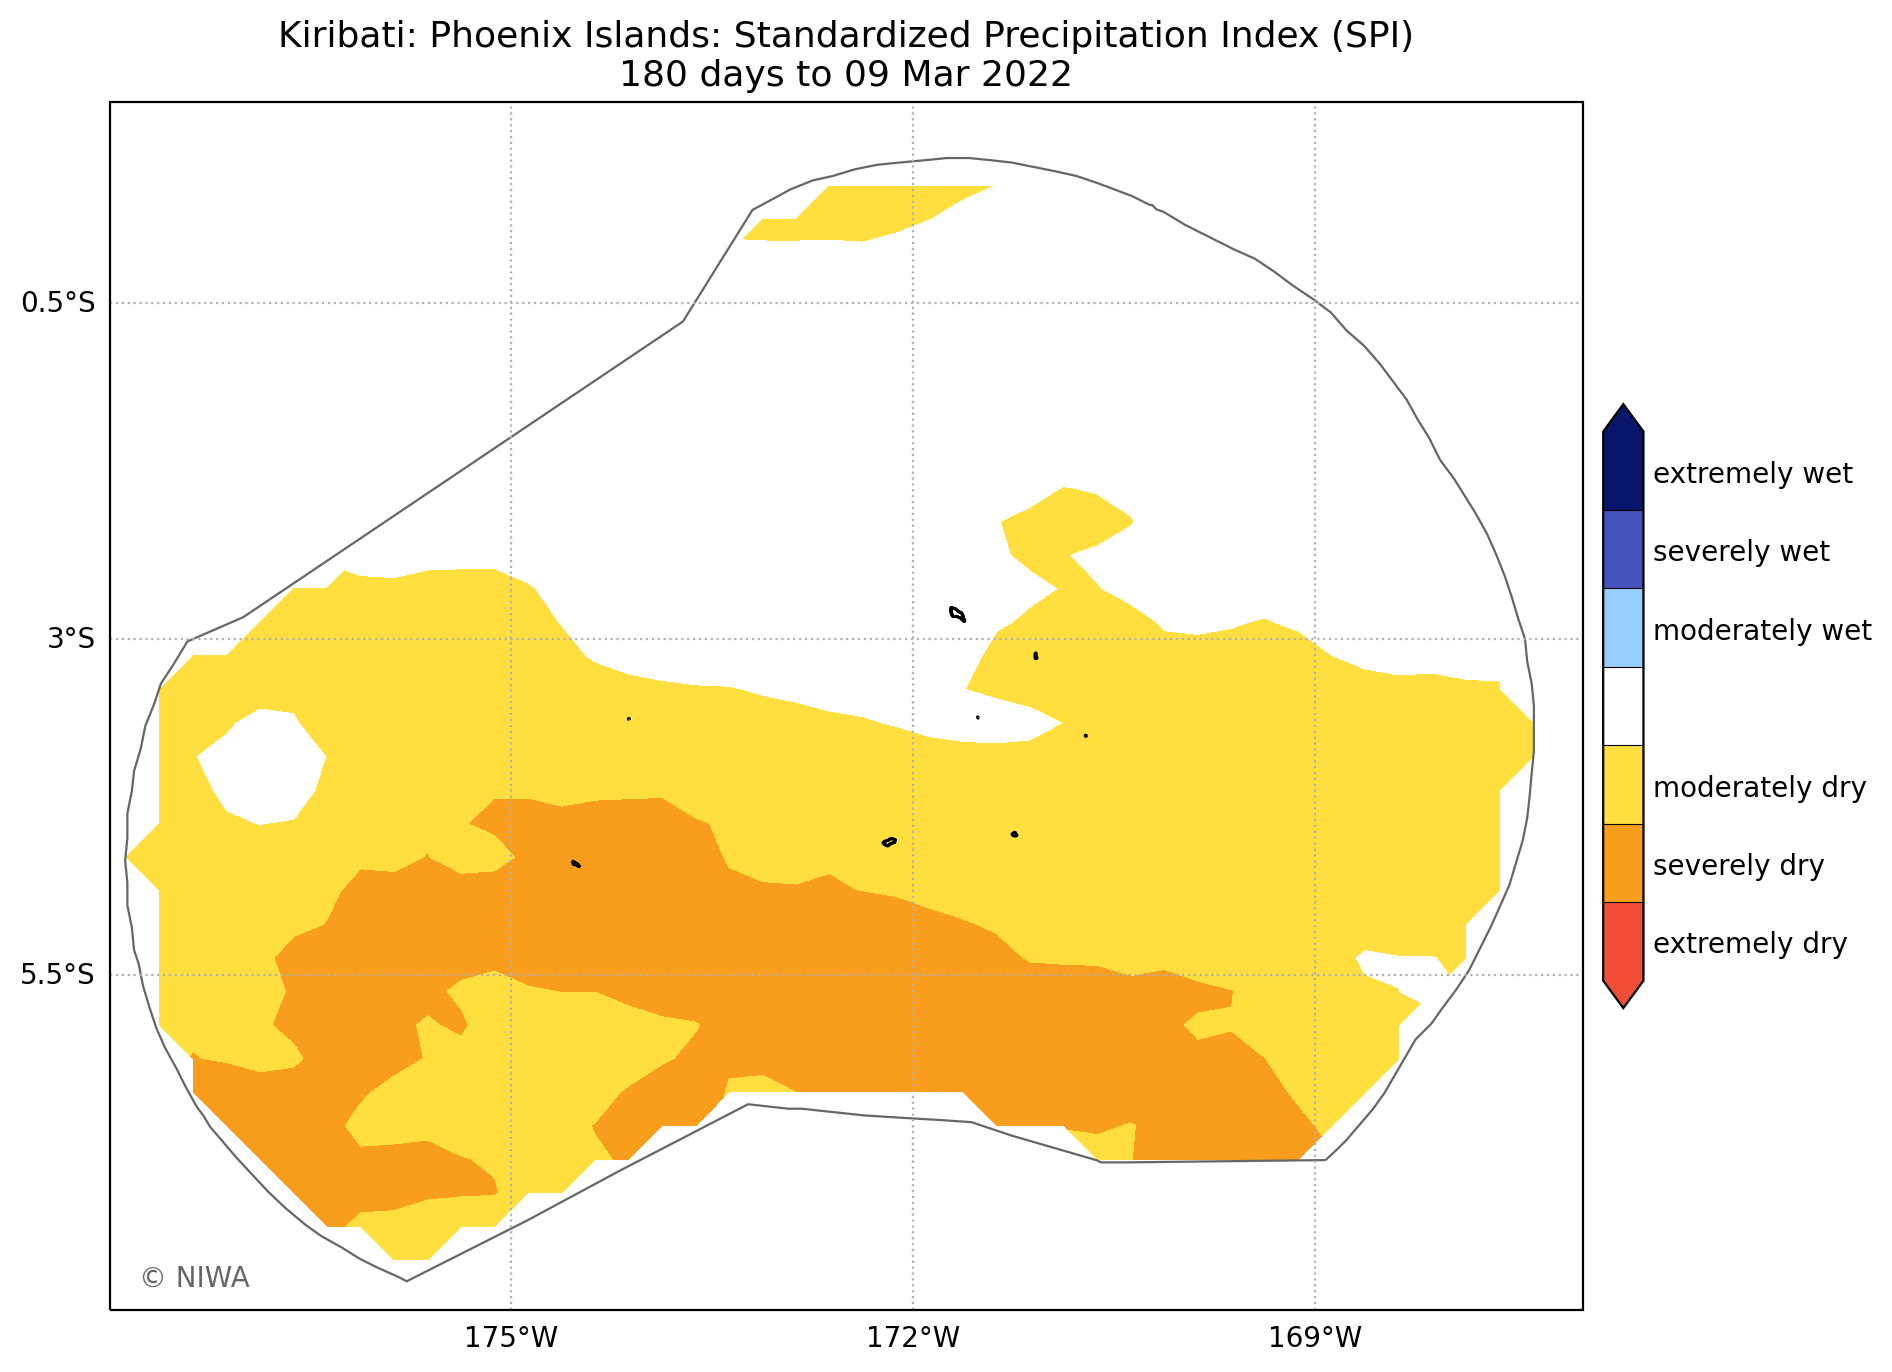 Kiribati: Phoenix Islands: Standardized Precipitation Index (SPI)
180 days to 09 Mar 2022
0.5°S
3°S
5.5°S
175°W
172°W
169°W
extremely wet
severely wet
moderately wet
moderately dry
severely dry
extremely dry
© NIWA